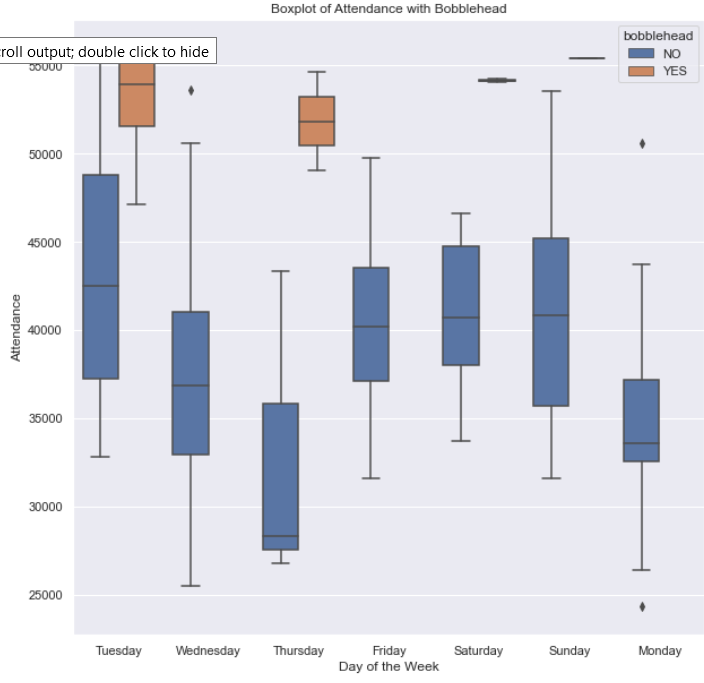 Boxplot of Attendance with Bobblehead
croll output; double click to hide
bobblehead
NO
YES
55000
50000
45000
40000
35000
30000
25000
Attendance
Tuesday Wednesday Thursday Friday Saturday Sunday Monday
Day of the Week